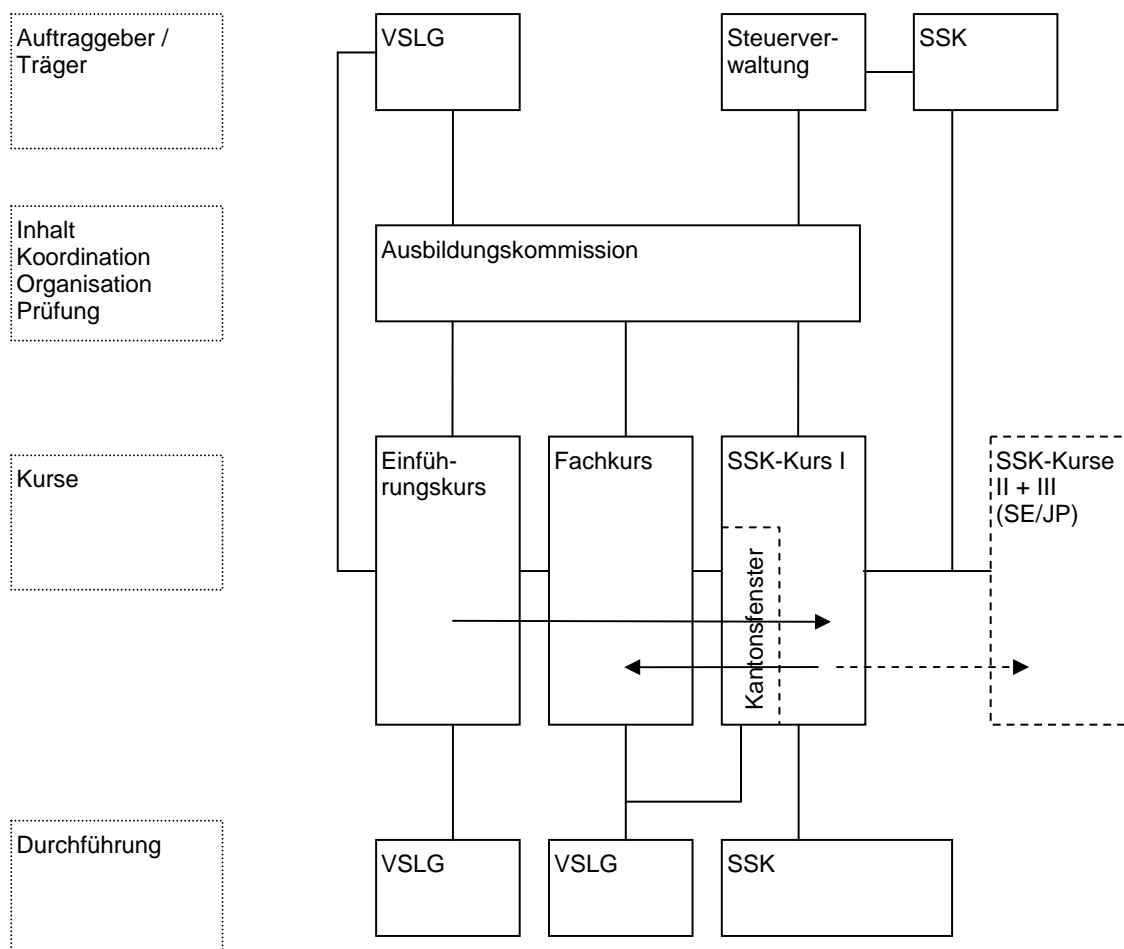 Auftraggeber /
Träger
VSLG
Steuerver-
waltung
SSK
Inhalt
Koordination
Organisation
Prüfung
Ausbildungskommission
Kurse
Einfüh-
rungskurs
Fachkurs
SSK-Kurs I
Kantonsfenster
SSK-Kurse
II + III
(SE/JP)
Durchführung
VSLG
VSLG
SSK